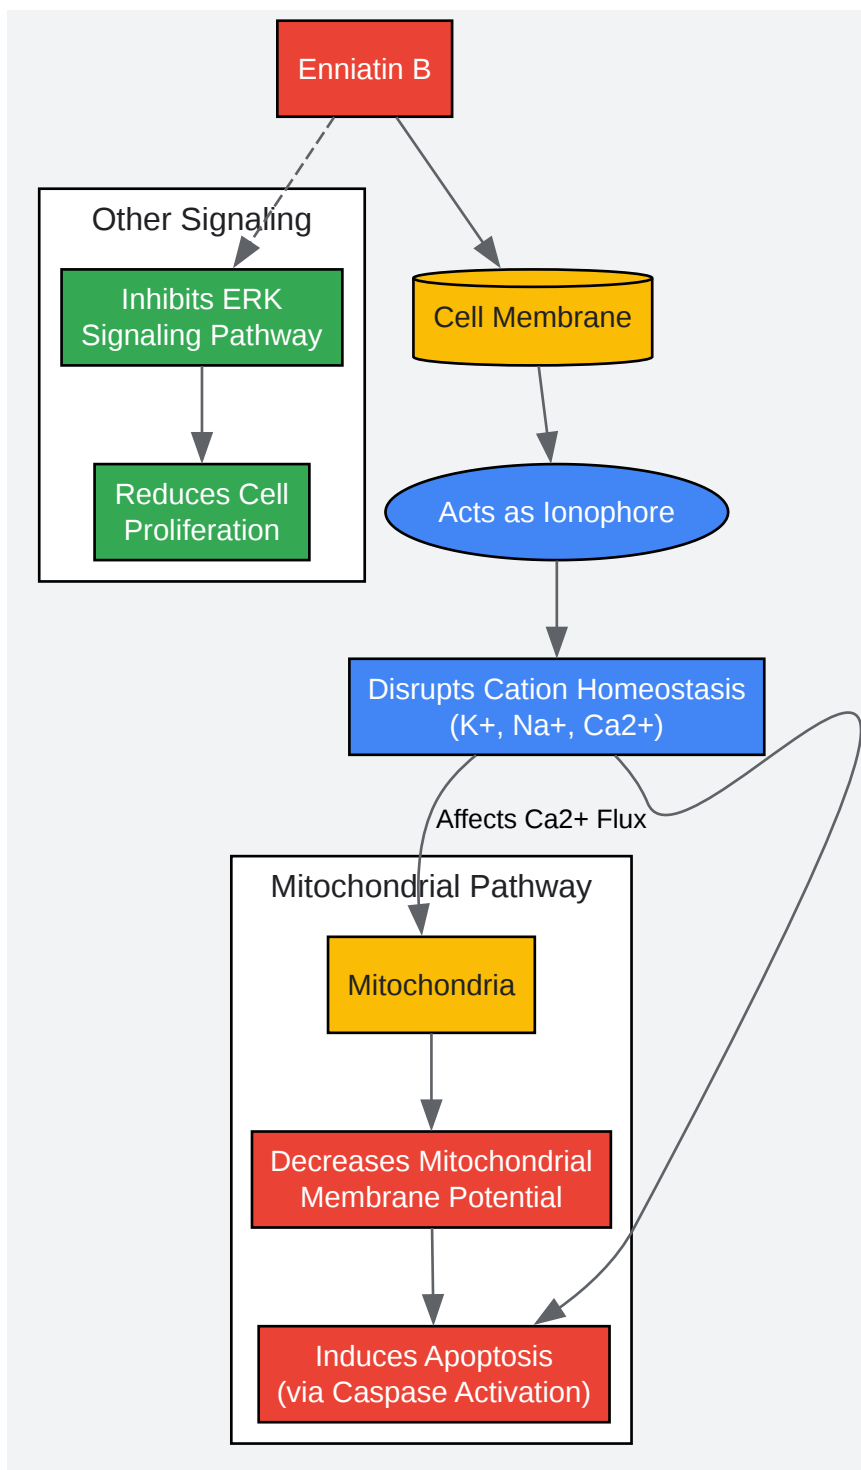 Enniatin B
Other Signaling
Inhibits ERK
Signaling Pathway
Cell Membrane
Reduces Cell
Proliferation
Acts as Ionophore
Disrupts Cation Homeostasis
(K+, Na+, Ca2+)
Affects Ca2+ Flux
Mitochondrial Pathway
Mitochondria
Decreases Mitochondrial
Membrane Potential
Induces Apoptosis
(via Caspase Activation)